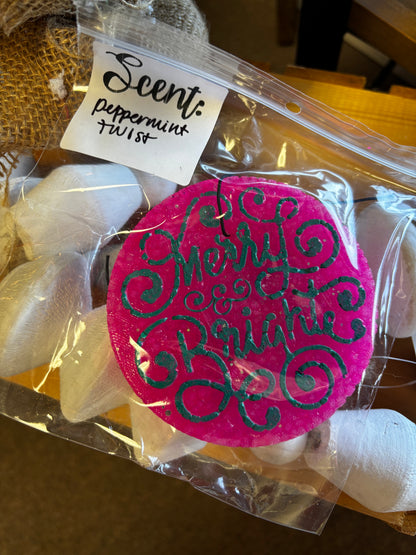 Scent:
peppermint
twist
Merry
&
Bright